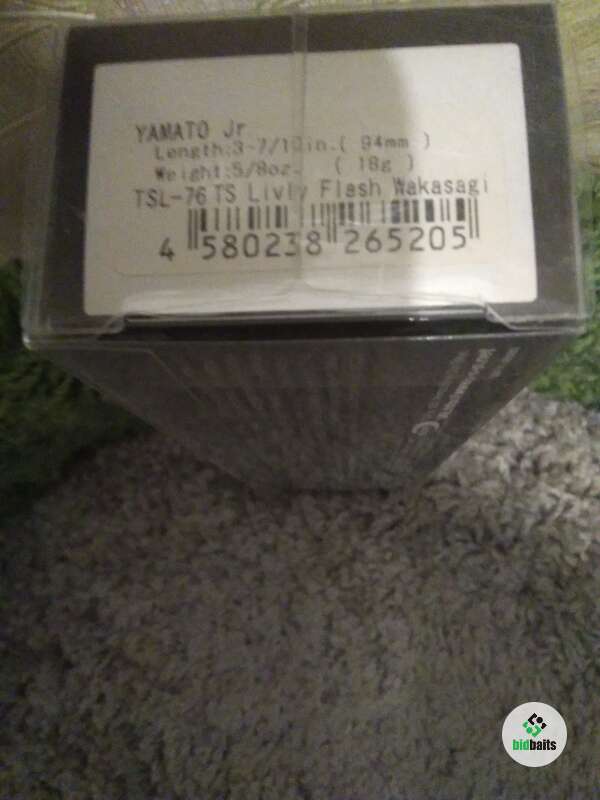 YAMATO Jr
Length:3-7/10in.( 94mm )
Weight:5/8oz. ( 18g )
TSL-76 TS Livly Flash Wakasagi
4 580238 265205
bidbaits